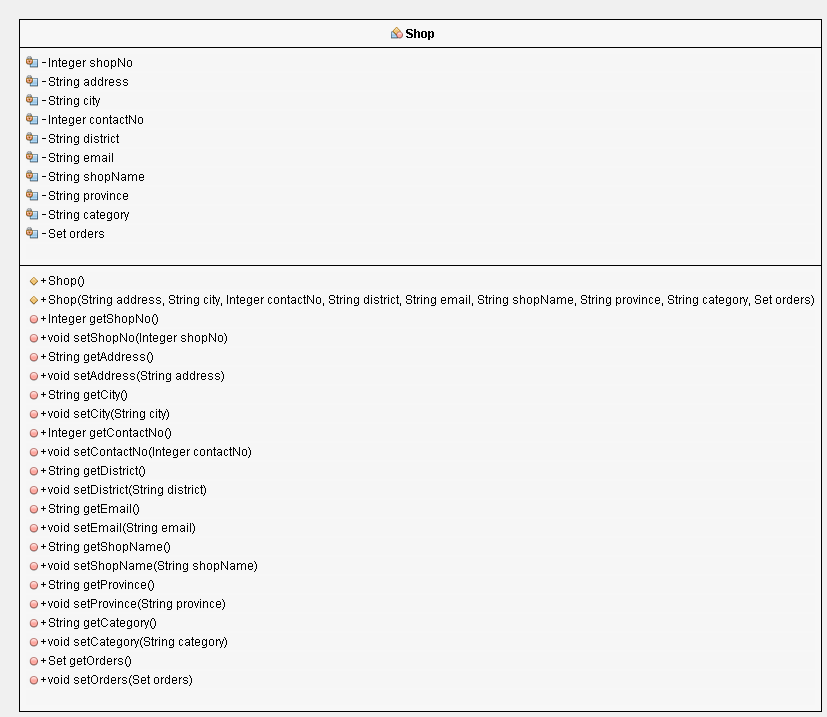 Shop
-Integer shopNo
-String address
-String city
-Integer contactNo
-String district
-String email
-String shopName
-String province
-String category
-Set orders
+Shop()
+Shop(String address, String city, Integer contactNo, String district, String email, String shopName, String province, String category, Set orders)
+Integer getShopNo()
+void setShopNo(Integer shopNo)
+String getAddress()
+void setAddress(String address)
+String getCity()
+void setCity(String city)
+Integer getContactNo()
+void setContactNo(Integer contactNo)
+String getDistrict()
+void setDistrict(String district)
+String getEmail()
+void setEmail(String email)
+String getShopName()
+void setShopName(String shopName)
+String getProvince()
+void setProvince(String province)
+String getCategory()
+void setCategory(String category)
+Set getOrders()
+void setOrders(Set orders)